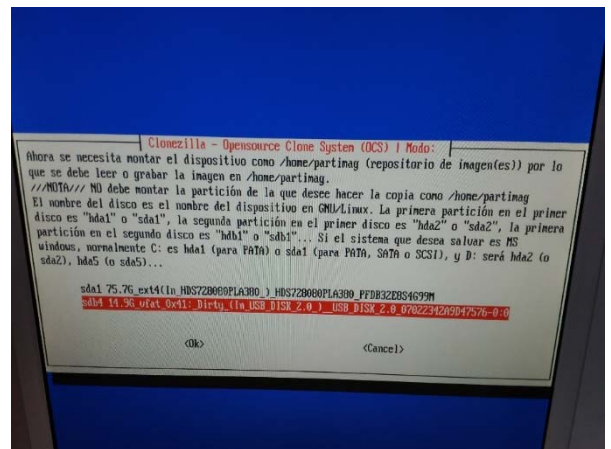 Clonezilla - Opensource Clone System (OCS) | Modo:
Ahora se necesita montar el dispositivo como /home/partimag (repositorio de imagen(es)) por lo
que se debe leer o grabar la imagen en /home/partimag.
///NOTA/// NO debe montar la partición de la que desee hacer la copia como /home/partimag
El nombre del disco es el nombre del dispositivo en GNU/Linux. La primera partición en el primer
disco es "hda1" o "sda1", la segunda partición en el primer disco es "hda2" o "sda2", la primera
partición en el segundo disco es "hdb1" o "sdb1"... Si el sistema que desea salvar es MS
windows, normalmente C: es hda1 (para PATA) o sda1 (para PATA, SATA o SCSI), y D: será hda2 (o
sda2), hda5 (o sda5)...
sda1 75.7G_ext4(In_HDS728080PLA380_)_HDS728080PLA380_PFDB32E8S4G99M
sdb4 14.9G_vfat_0x41:_Dirty_(In_USB_DISK_2.0_)__USB_DISK_2.0_07022342A9D47576-0:0
<Ok> <Cancel>